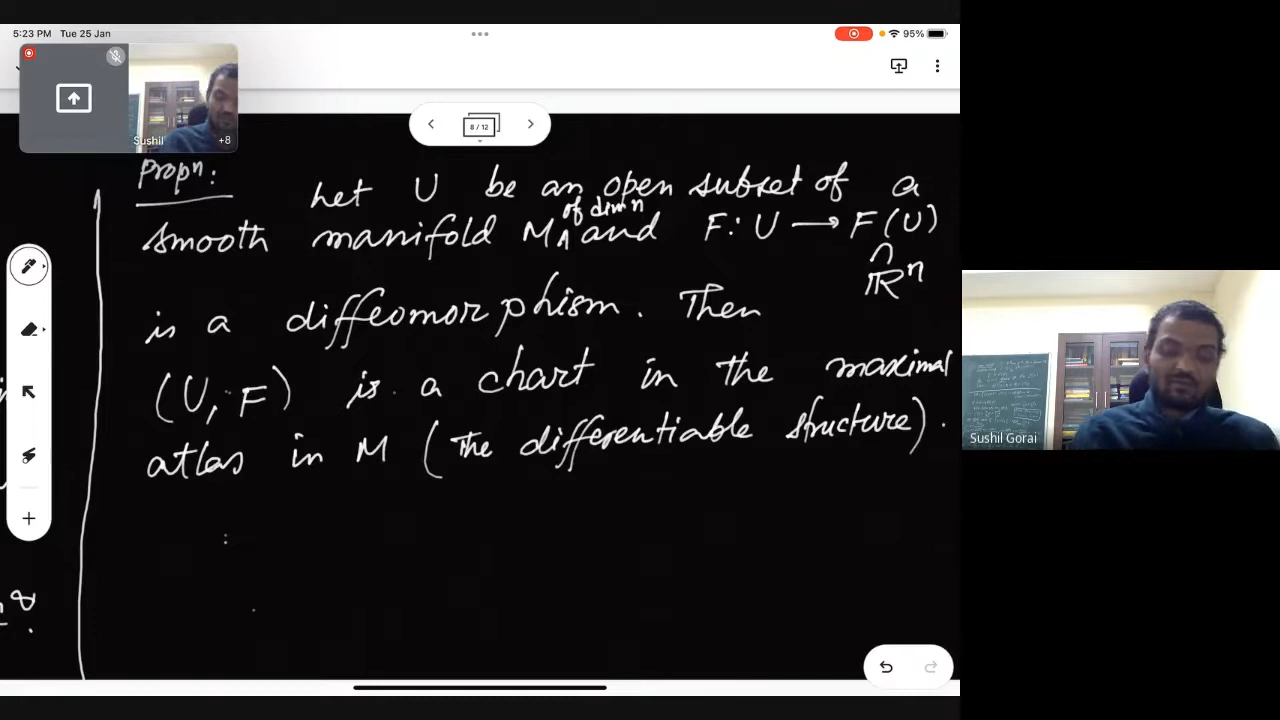 5:23 PM Tue 25 Jan
95%
Sushil
+8
8 / 12
Propⁿ:
Let U be an open subset of a
smooth manifold M of dim n and F: U → F(U)
∩
ℝⁿ
is a diffeomorphism. Then
(U, F) is a chart in the maximal
atlas in M (The differentiable structure).
Sushil Gorai